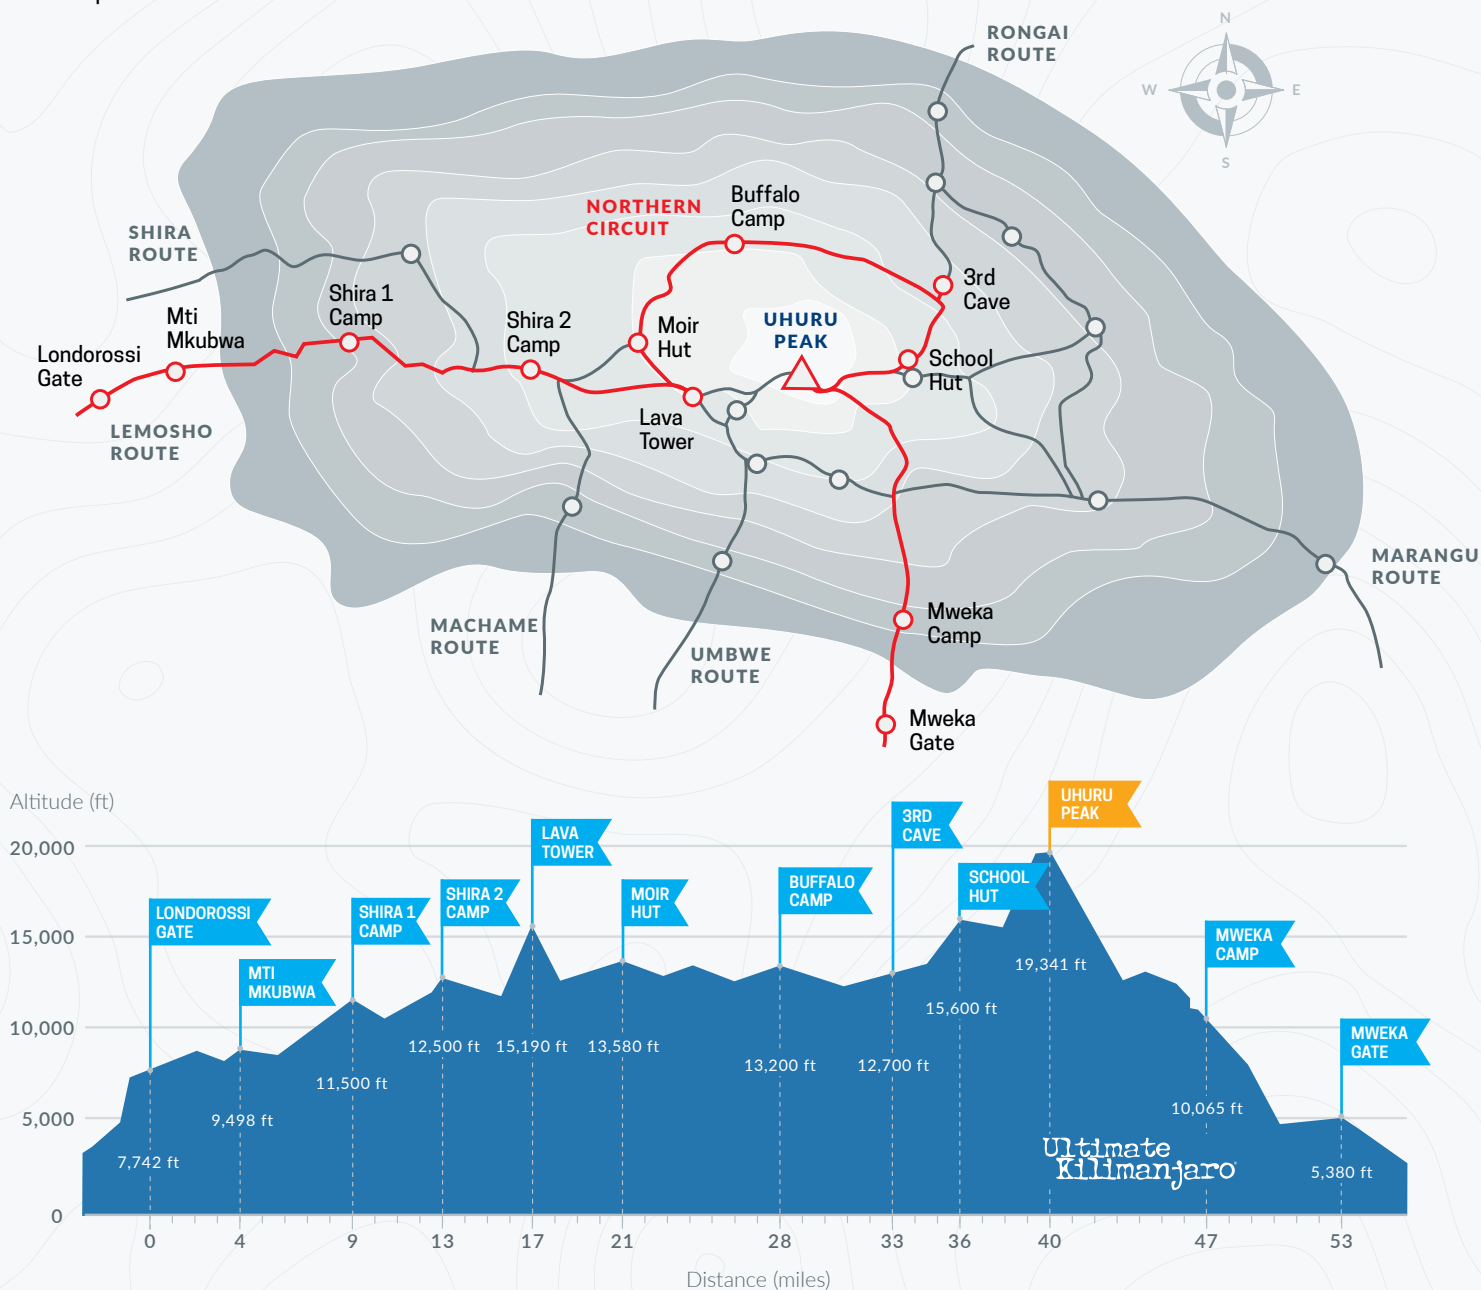 RONGAI
ROUTE
N
W
E
S
NORTHERN
CIRCUIT
Buffalo
Camp
SHIRA
ROUTE
3rd
Cave
Shira 1
Camp
Mti
Mkubwa
Shira 2
Camp
Moir
Hut
UHURU
PEAK
Londorossi
Gate
School
Hut
Lava
Tower
LEMOSHO
ROUTE
MARANGU
ROUTE
MACHAME
ROUTE
Mweka
Camp
UMBWE
ROUTE
Mweka
Gate
Altitude (ft)
20,000
15,000
10,000
5,000
0
LONDOROSSI
GATE
MTI
MKUBWA
SHIRA 1
CAMP
SHIRA 2
CAMP
LAVA
TOWER
MOIR
HUT
BUFFALO
CAMP
3RD
CAVE
SCHOOL
HUT
UHURU
PEAK
MWEKA
CAMP
MWEKA
GATE
7,742 ft
9,498 ft
11,500 ft
12,500 ft
15,190 ft
13,580 ft
13,200 ft
12,700 ft
15,600 ft
19,341 ft
10,065 ft
5,380 ft
Ultimate
Kilimanjaro
0 4 9 13 17 21 28 33 36 40 47 53
Distance (miles)